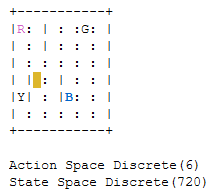 +-----------+
|R: | : :G: |
| : | : : : |
| : : : : : |
| | : | : : |
|Y| : |B: : |
| : : : : : |
+-----------+
Action Space Discrete(6)
State Space Discrete(720)